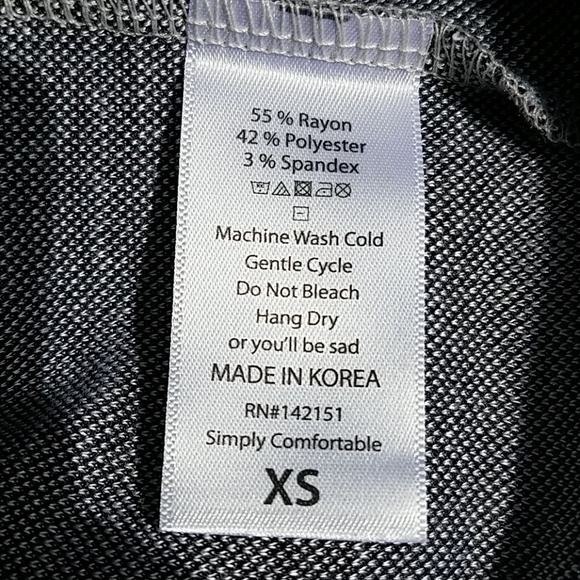 55 % Rayon
42 % Polyester
3 % Spandex
Machine Wash Cold
Gentle Cycle
Do Not Bleach
Hang Dry
or you'll be sad
MADE IN KOREA
RN#142151
Simply Comfortable
XS